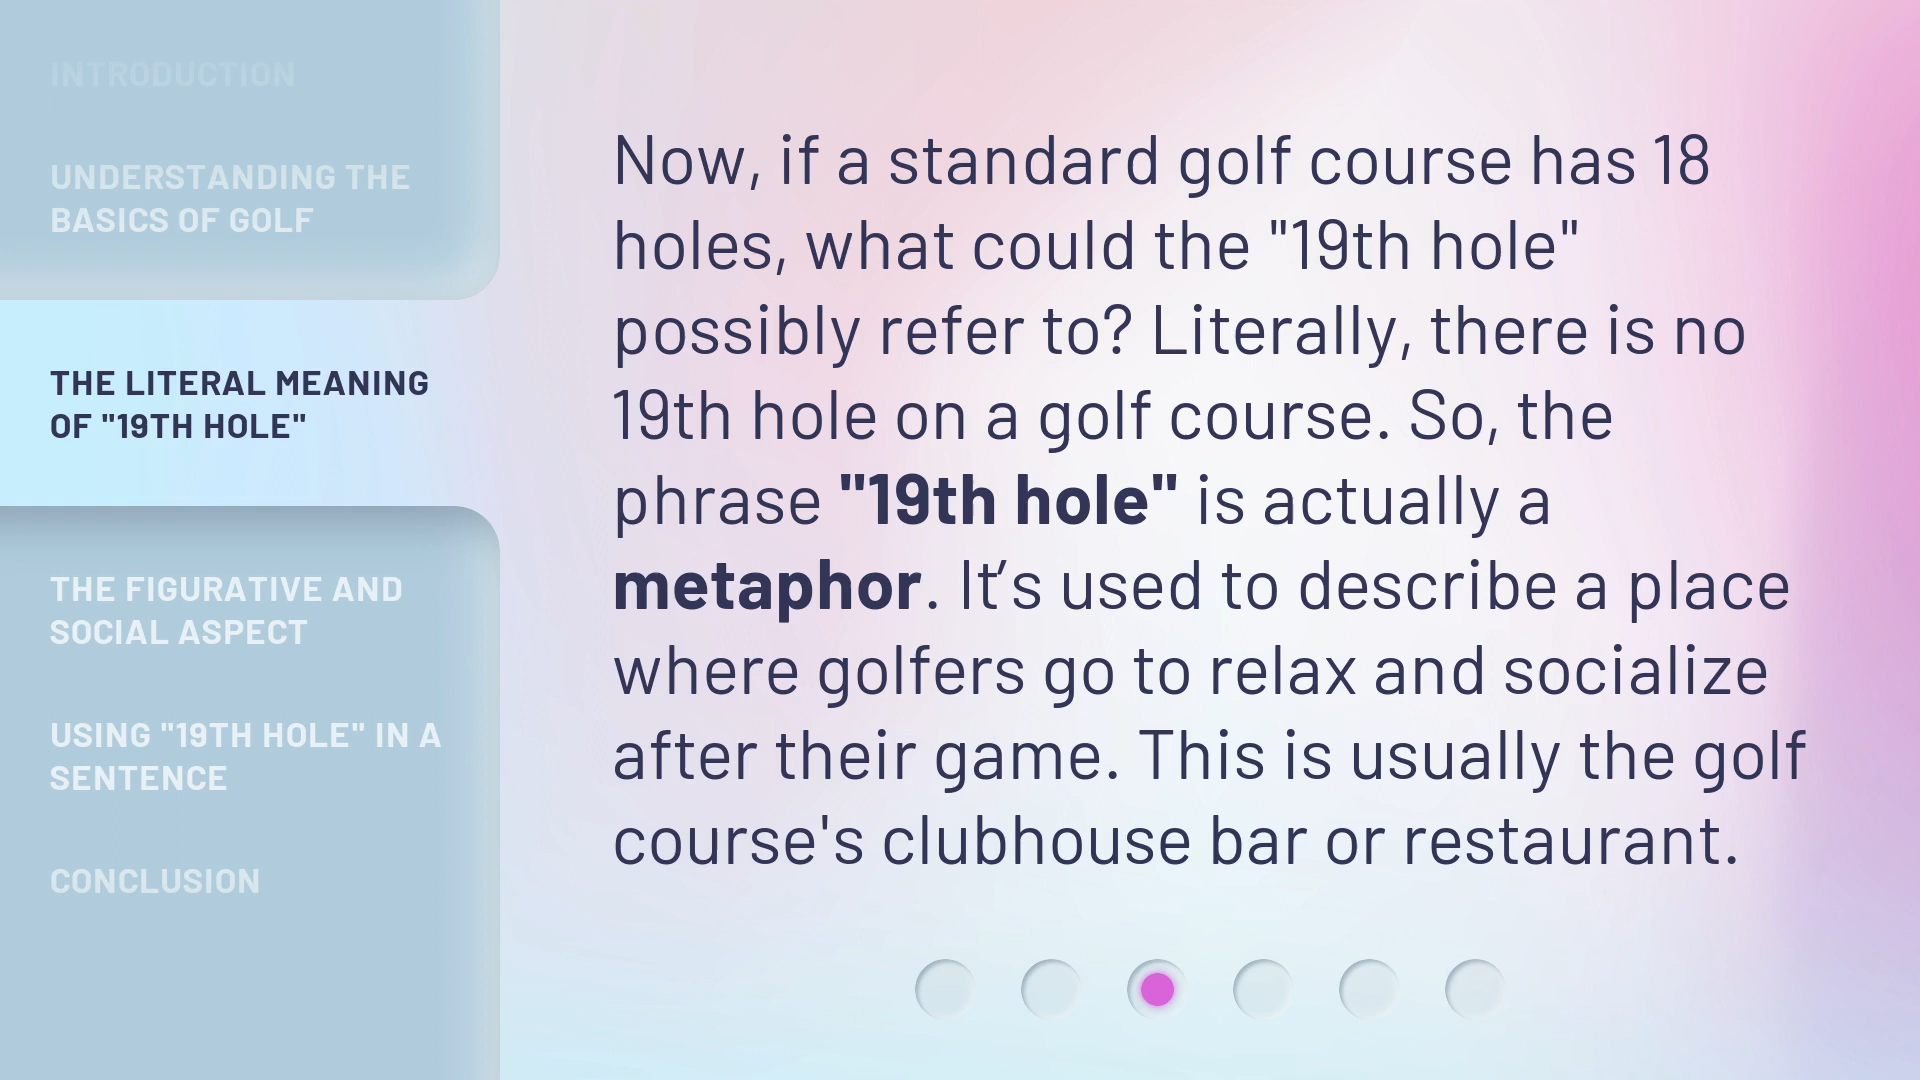 INTRODUCTION
UNDERSTANDING THE
BASICS OF GOLF
THE LITERAL MEANING
OF "19TH HOLE"
THE FIGURATIVE AND
SOCIAL ASPECT
USING "19TH HOLE" IN A
SENTENCE
CONCLUSION
Now, if a standard golf course has 18
holes, what could the "19th hole"
possibly refer to? Literally, there is no
19th hole on a golf course. So, the
phrase "19th hole" is actually a
metaphor. It’s used to describe a place
where golfers go to relax and socialize
after their game. This is usually the golf
course's clubhouse bar or restaurant.